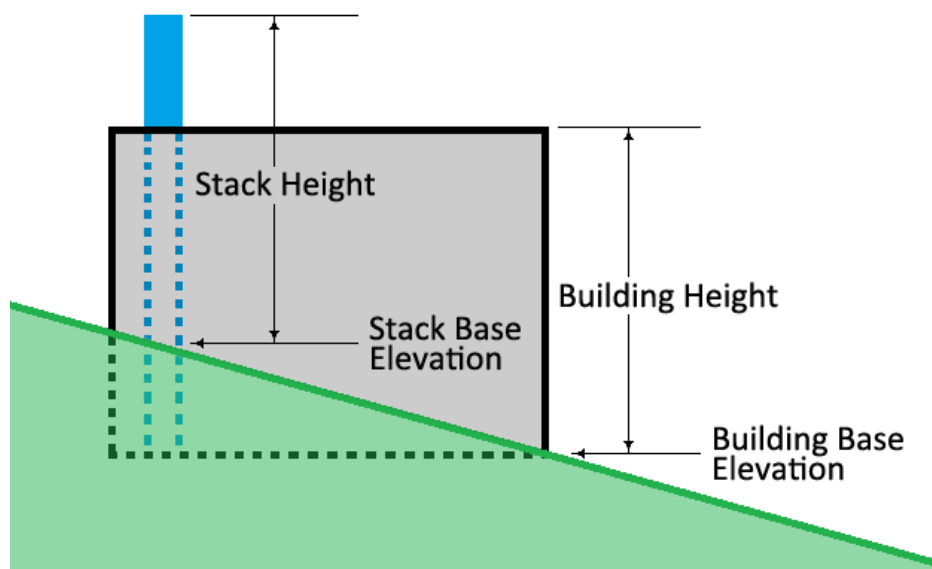 Stack Height
Building Height
Stack Base
Elevation
Building Base
Elevation